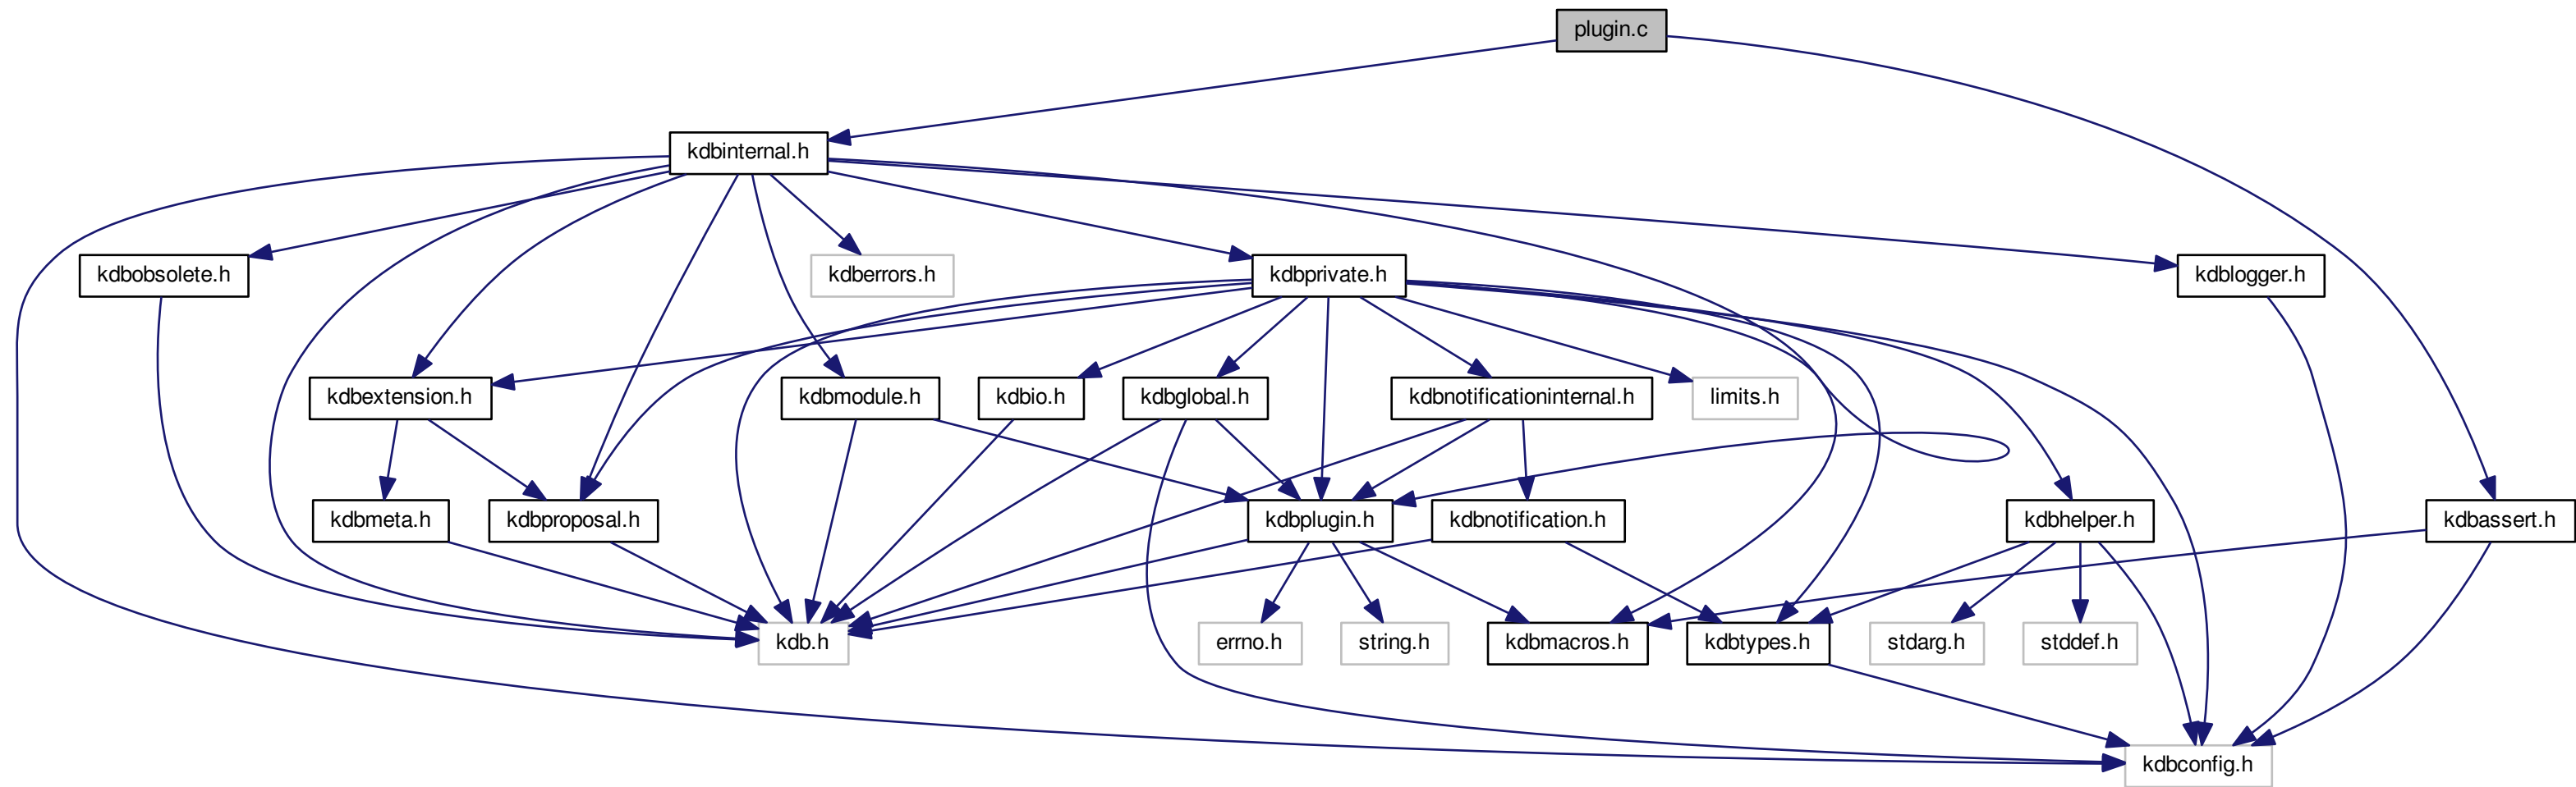 plugin.c
kdbinternal.h
kdbobsolete.h
kdberrors.h
kdbprivate.h
kdblogger.h
kdbextension.h
kdbmodule.h
kdbio.h
kdbglobal.h
kdbnotificationinternal.h
limits.h
kdbmeta.h
kdbproposal.h
kdbplugin.h
kdbnotification.h
kdbhelper.h
kdbassert.h
kdb.h
errno.h
string.h
kdbmacros.h
kdbtypes.h
stdarg.h
stddef.h
kdbconfig.h